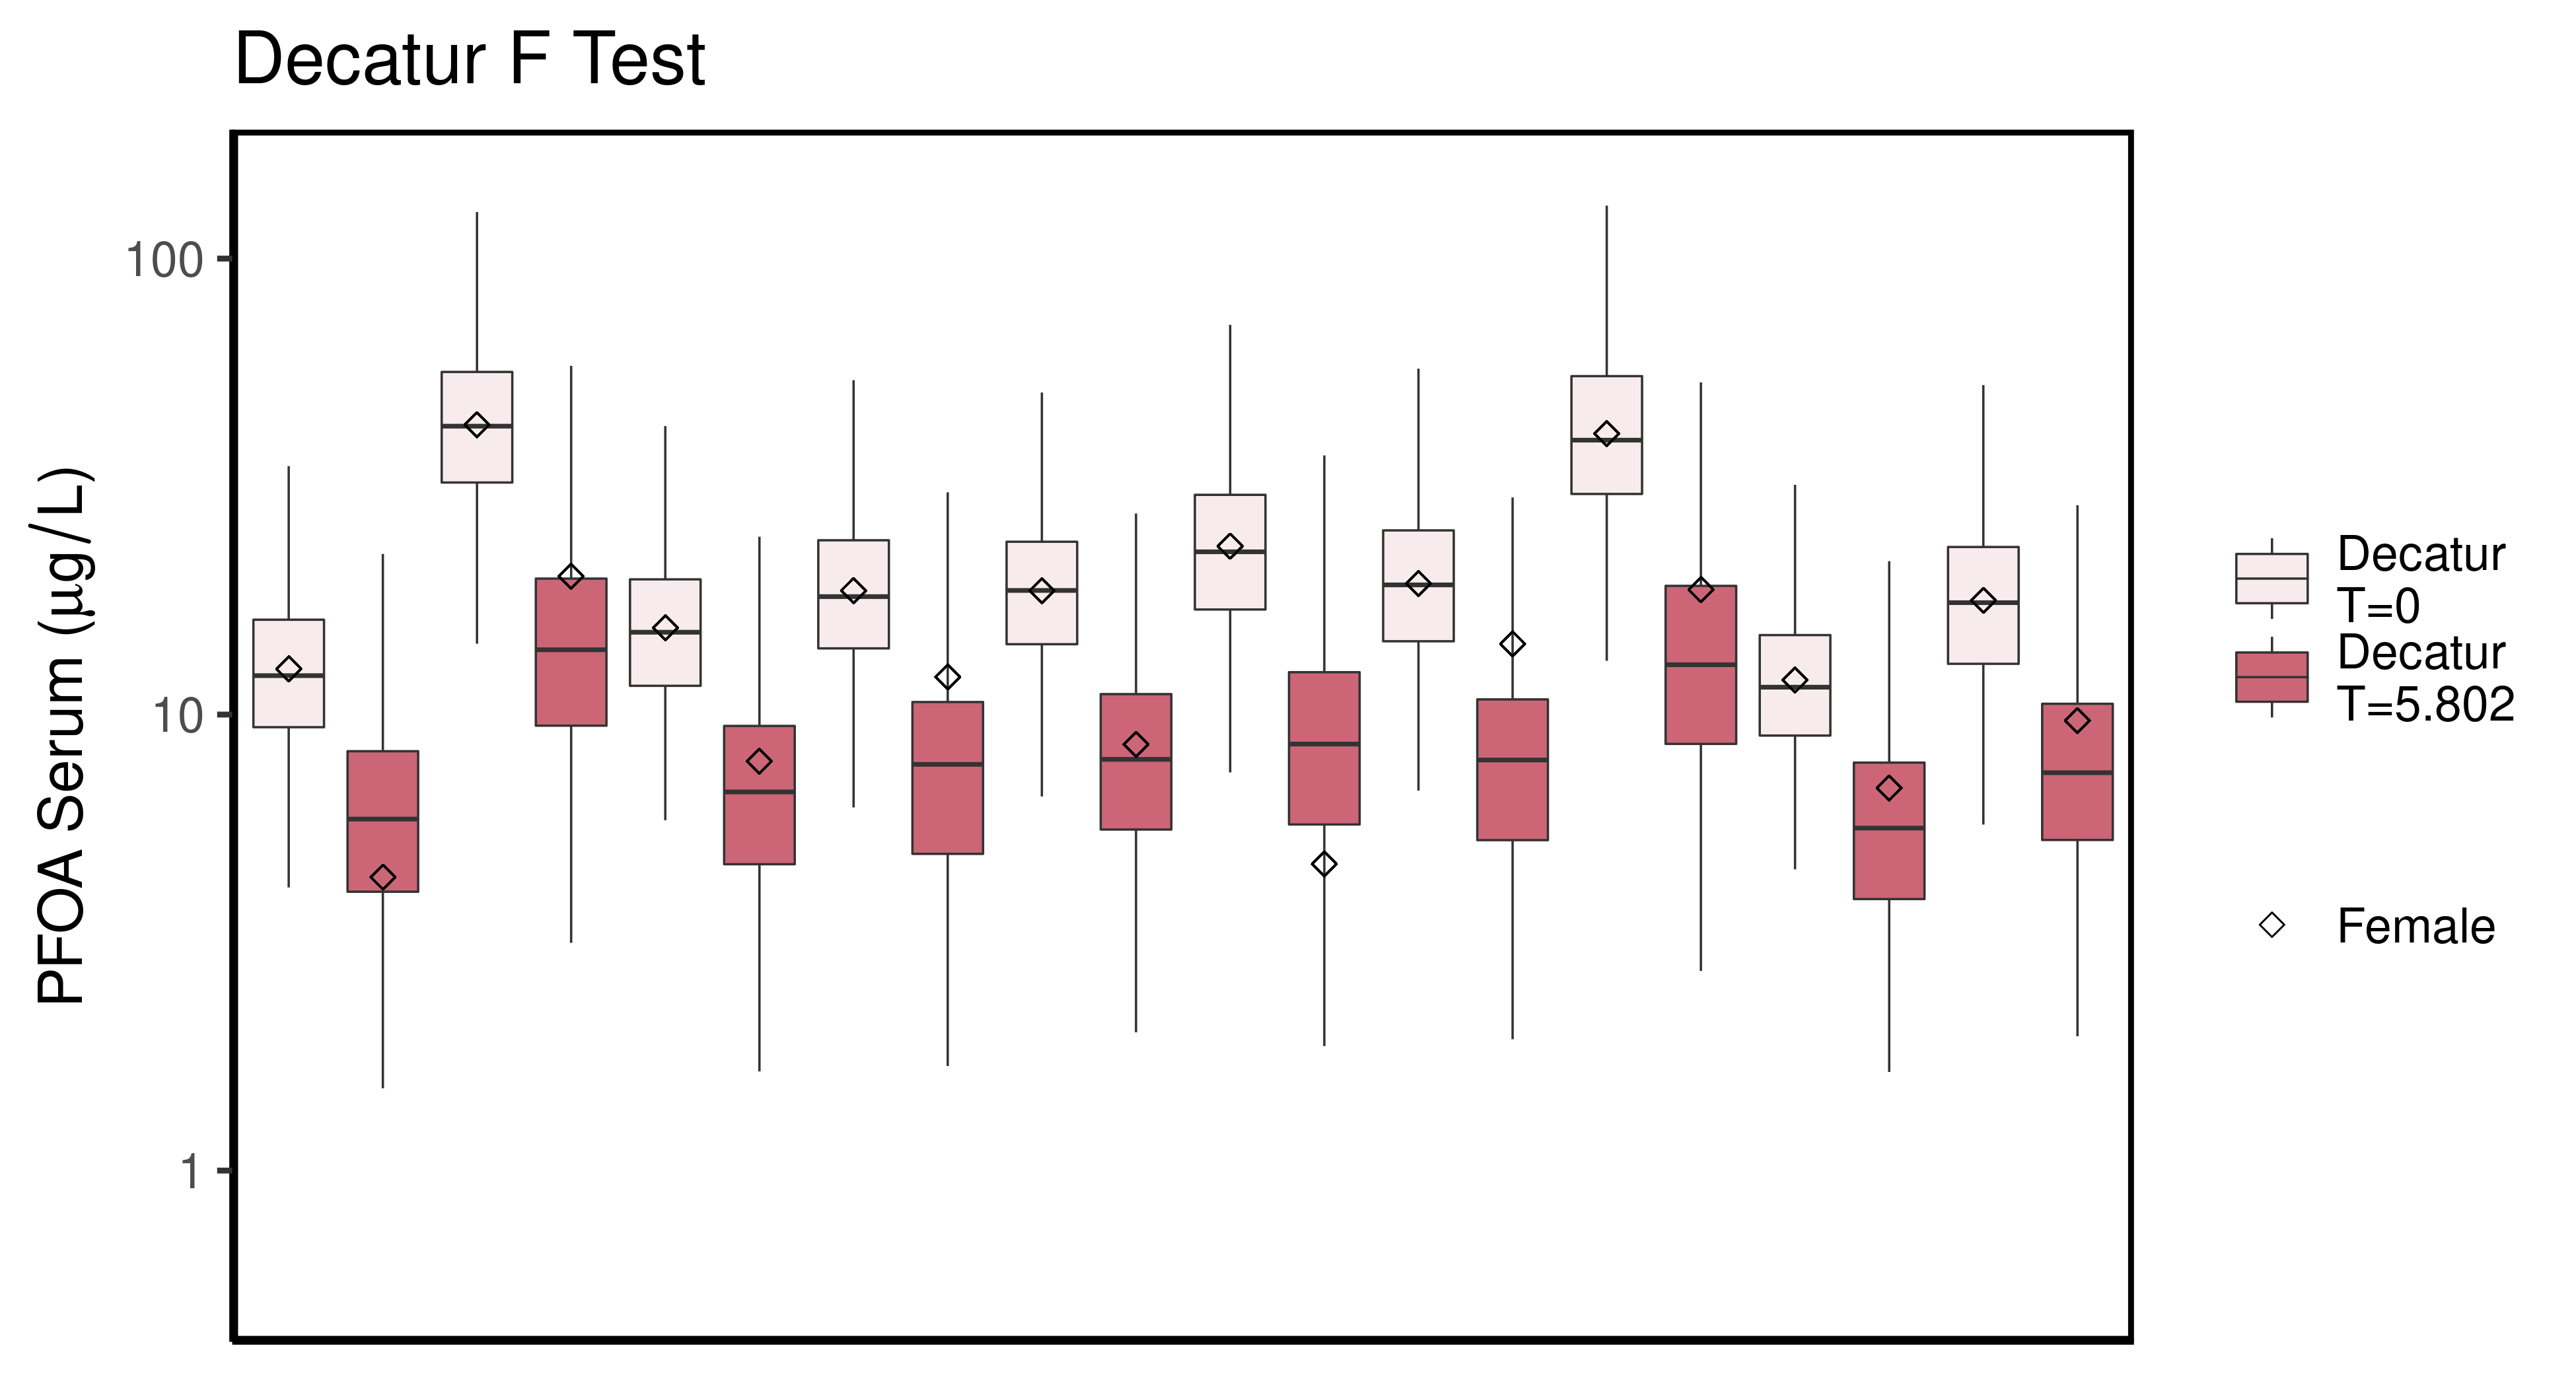 Decatur F Test
PFOA Serum (μg/L)
100
10
1
Decatur
T=0
Decatur
T=5.802
Female